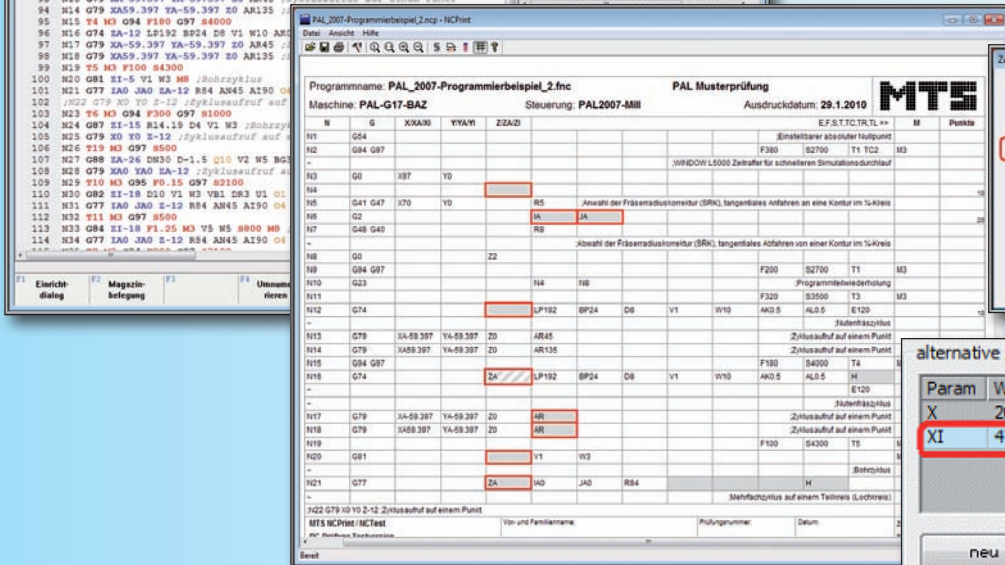 94 N14 G79 XA59.397 YA-59.397 Z0 AR135
95 N15 T4 M3 G94 F180 G97 S4000
96 N16 G74 ZA-12 LP192 BP24 D8 V1 W10
97 N17 G79 XA-59.397 YA-59.397 Z0 AR45
98 N18 G79 XA59.397 YA-59.397 Z0 AR135
99 N19 T5 M3 F100 S4300
100 N20 G81 ZI-5 V1 W3 M8 ;Bohrzyklus
101 N21 G77 IA0 JA0 Z-12 R84 AN45 AI90
102 ;N22 G79 X0 Y0 Z-12 ;Zyklusaufruf auf
103 N23 T6 M3 G94 F300 G97 S1000
104 N24 G87 ZI-15 R14.19 D4 V1 W3
105 N25 G79 X0 Y0 Z-12 ;Zyklusaufruf auf
106 N26 T19 M3 G97 S500
107 N27 G88 ZA-26 DN30 D-1.5 Q10 V2 W5
108 N28 G79 XA0 YA0 ZA-12 ;Zyklusaufruf auf
109 N29 T10 M3 G95 F0.15 G97 S2100
110 N30 G82 ZI-18 D10 V1 W3 VB1 DR3 U1 O1
111 N31 G77 IA0 JA0 Z-12 R84 AN45 AI90 O4
112 N32 T11 M3 G97 S500
113 N33 G84 ZI-18 F1.25 M3 V5 W5 S800 M8
114 N34 G77 IA0 JA0 Z-12 R84 AN45 AI90 O4
F1 Einricht-dialog F2 Magazin-belegung F3 F4
PAL_2007-Programmierbeispiel_2.ncp - NCPrint
Datei Ansicht Hilfe
Programmname: PAL_2007-Programmierbeispiel_2.fnc PAL Musterprüfung MTS
Maschine: PAL-G17-BAZ Steuerung: PAL2007-Mill Ausdruckdatum: 29.1.2010
N G X/XA/XI Y/YA/YI Z/ZA/ZI E,F,S,T,TC,TR,TL >> M Punkte
N1 G54 ;Einstellbarer absoluter Nullpunkt
N2 G94 G97 F380 S2700 T1 TC2 M3
~ ;WINDOW L5000 Zeitraffer für schnelleren Simulationsdurchlauf
N3 G0 X97 Y0
N4 10
N5 G41 G47 X70 Y0 R5 ;Anwahl der Fräserradiuskorrektur (SRK), tangentiales Anfahren an eine Kontur im ¼-Kreis
N6 G2 IA JA 20
N7 G48 G40 R8
~ ;Abwahl der Fräserradiuskorrektur (SRK), tangentiales Abfahren von einer Kontur im ¼-Kreis
N8 G0 Z2
N9 G94 G97 F200 S2700 T1 M3
N10 G23 N4 N8 ;Programmteilwiederholung
N11 F320 S3500 T3 M3
N12 G74 LP192 BP24 D8 V1 W10 AK0.5 AL0.5 E120 10
~ ;Nutenfräszyklus
N13 G79 XA-59.397 YA-59.397 Z0 AR45 ;Zyklusaufruf auf einem Punkt
N14 G79 XA59.397 YA-59.397 Z0 AR135 ;Zyklusaufruf auf einem Punkt
N15 G94 G97 F180 S4000 T4
N16 G74 ZA LP192 BP24 D8 V1 W10 AK0.5 AL0.5 H
~ E120
~ ;Nutenfräszyklus
N17 G79 XA-59.397 YA-59.397 Z0 AR ;Zyklusaufruf auf einem Punkt
N18 G79 XA59.397 YA-59.397 Z0 AR ;Zyklusaufruf auf einem Punkt
N19 F100 S4300 T5
N20 G81 V1 W3
~ ;Bohrzyklus
N21 G77 ZA IA0 JA0 R84 H
~ ;Mehrfachzyklus auf einem Teilkreis (Lochkreis)
;N22 G79 X0 Y0 Z-12 ;Zyklusaufruf auf einem Punkt
MTS NCPrint / NCTest Vor- und Familienname: Prüfungsnummer: Datum:
Bereit
alternative
Param
X
XI 4
neu